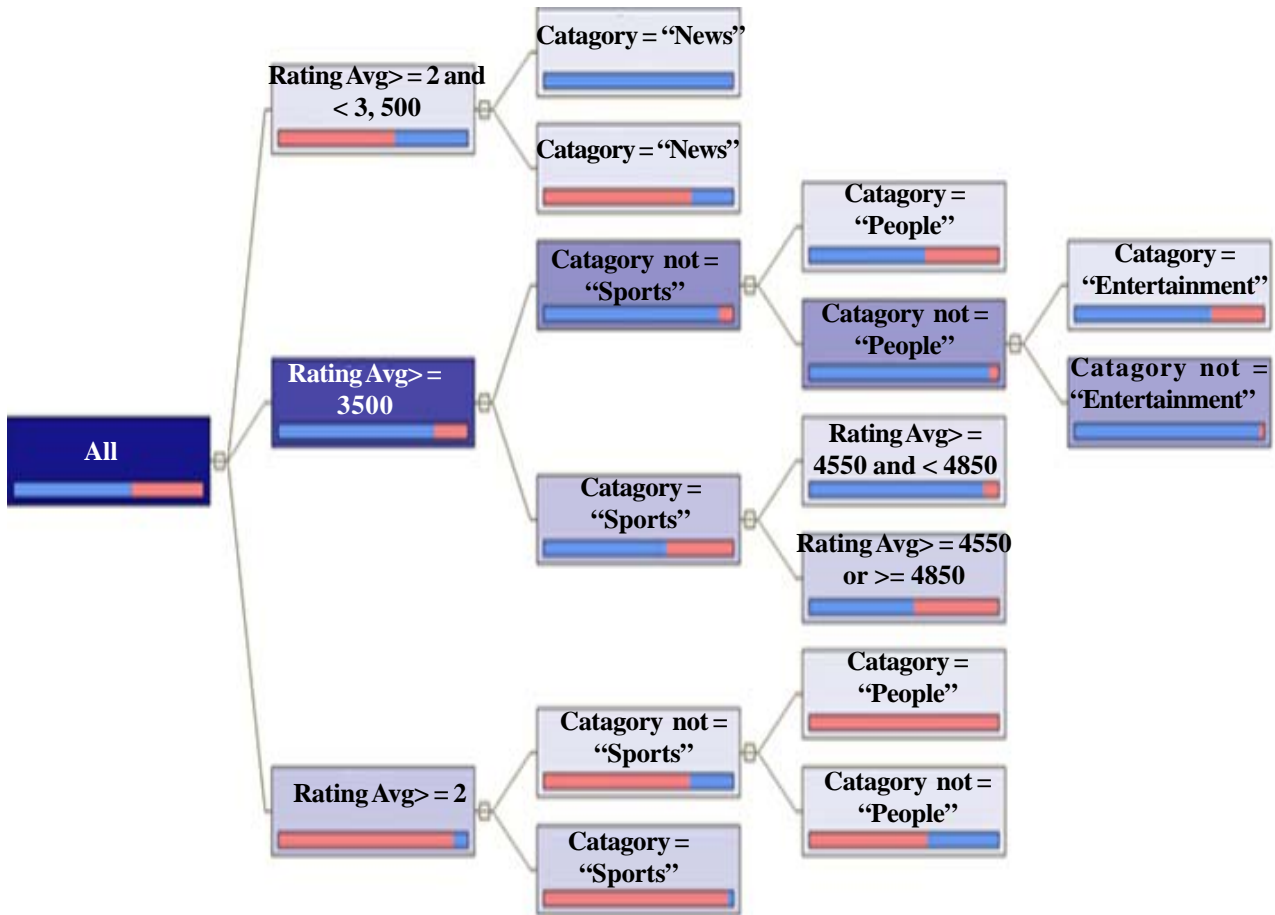 Catagory = “News”
Rating Avg> = 2 and
< 3, 500
Catagory = “News”
Catagory =
“People”
Catagory not =
“Sports”
Catagory =
“Entertainment”
Catagory not =
“People”
Rating Avg> =
3500
Catagory not =
“Entertainment”
All
Rating Avg> =
4550 and < 4850
Catagory =
“Sports”
Rating Avg> = 4550
or >= 4850
Catagory =
“People”
Catagory not =
“Sports”
Rating Avg> = 2
Catagory not =
“People”
Catagory =
“Sports”